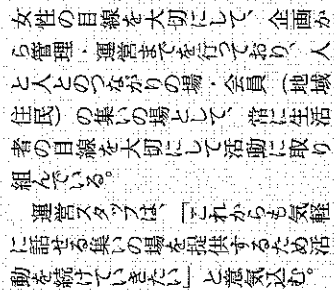 女性の目線を大切にして、企画か
ら管理・運営までを行っており、人
と人とのつながりの場・会員（地域
住民）の集いの場として、常に生活
者の目線を大切にして活動に取り
組んでいる。
運営スタッフは、「これからも気軽
に話せる集いの場を提供するため活
動を続けていきたい」と意気込む。